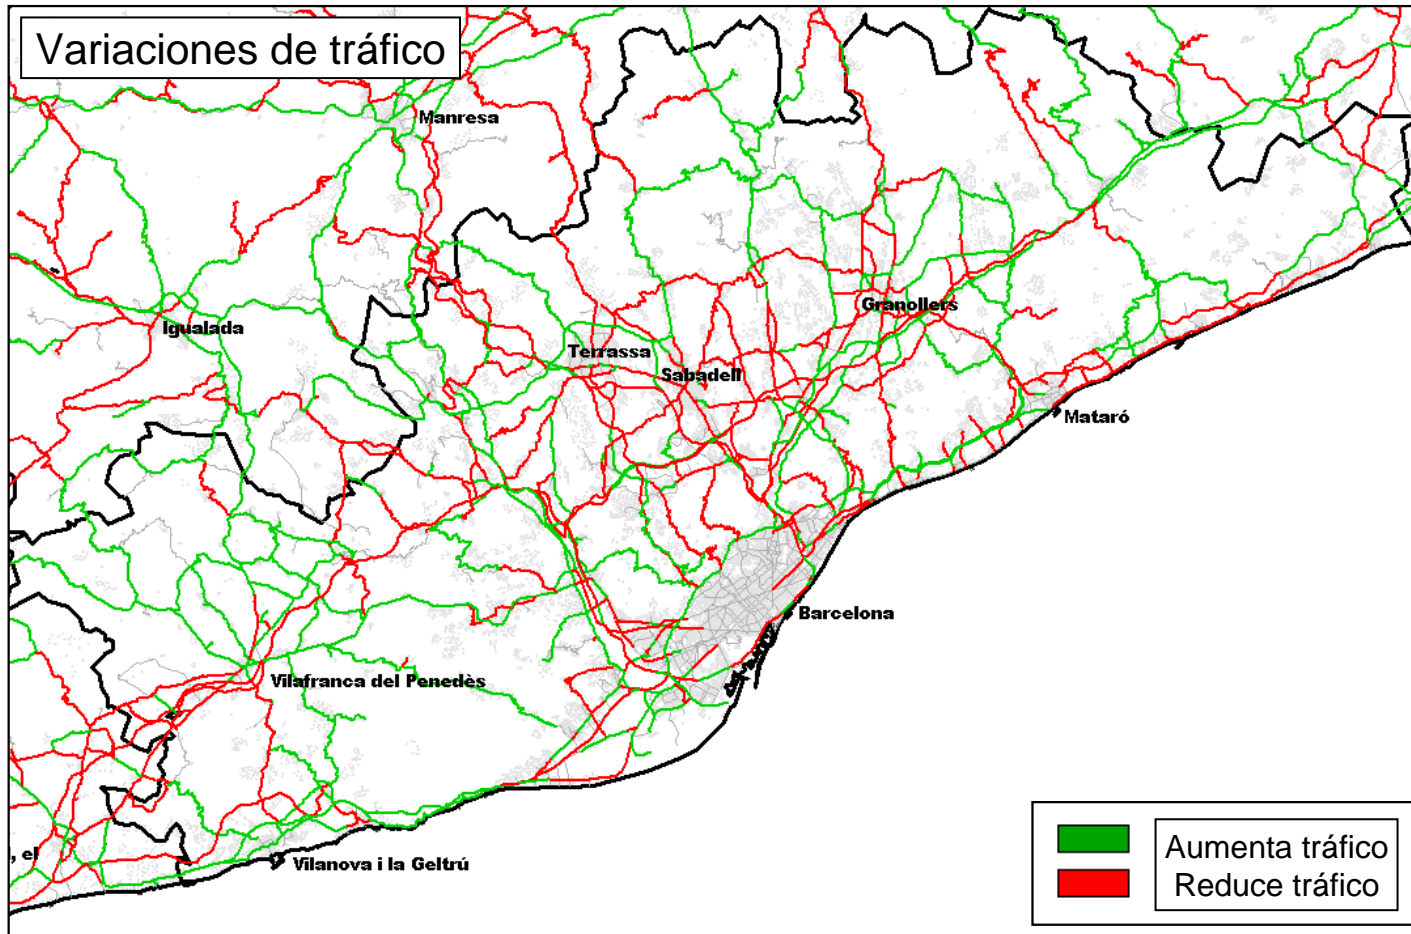 Variaciones de tráfico
Manresa
Igualada
Granollers
Terrassa
Sabadell
Mataró
Barcelona
Vilafranca del Penedès
, el
Vilanova i la Geltrú
Aumenta tráfico
Reduce tráfico